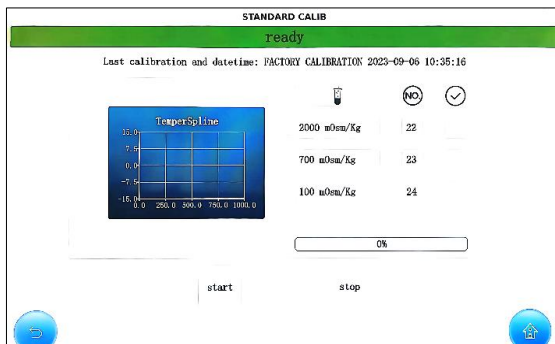 STANDARD CALIB
ready
Last calibration and datetime: FACTORY CALIBRATION 2023-09-06 10:35:16
NO.
TemperSpline
15.0
7.5
0.0
-7.5
-15.0
0.0 250.0 500.0 750.0 1000.0
2000 mOsm/Kg 22
700 mOsm/Kg 23
100 mOsm/Kg 24
0%
start stop